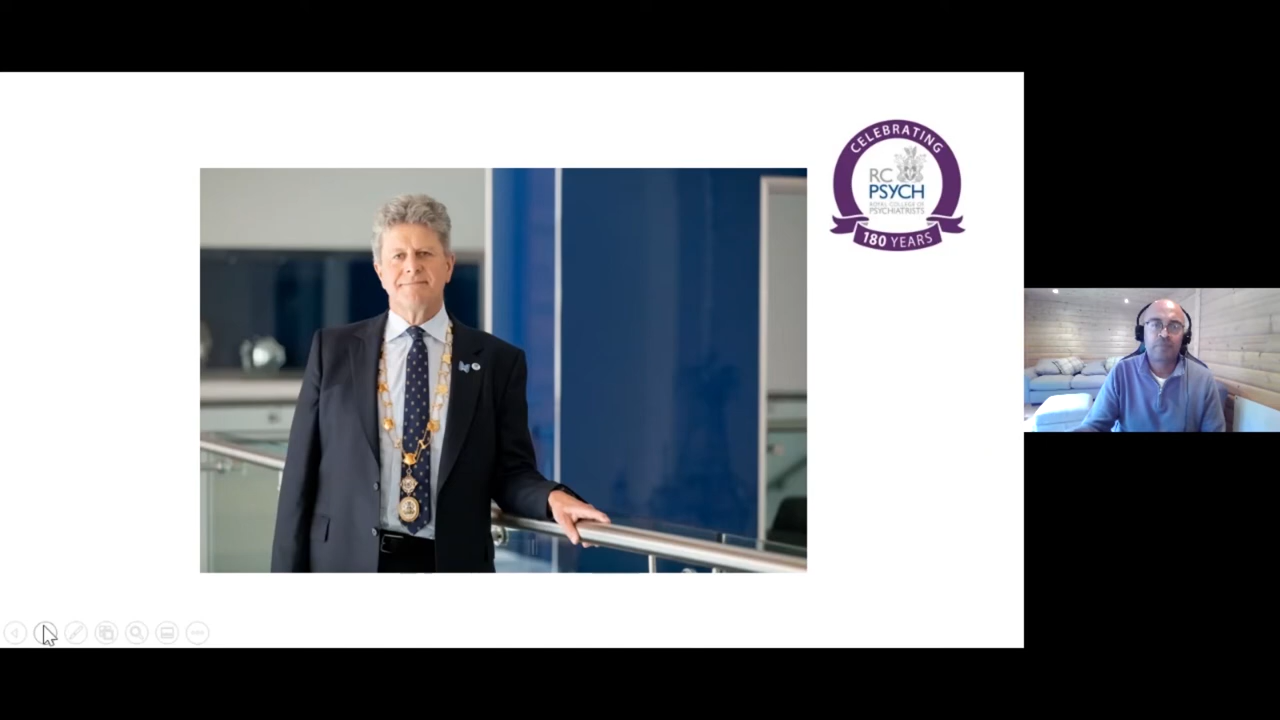 CELEBRATING
RC
PSYCH
ROYAL COLLEGE OF
PSYCHIATRISTS
180 YEARS